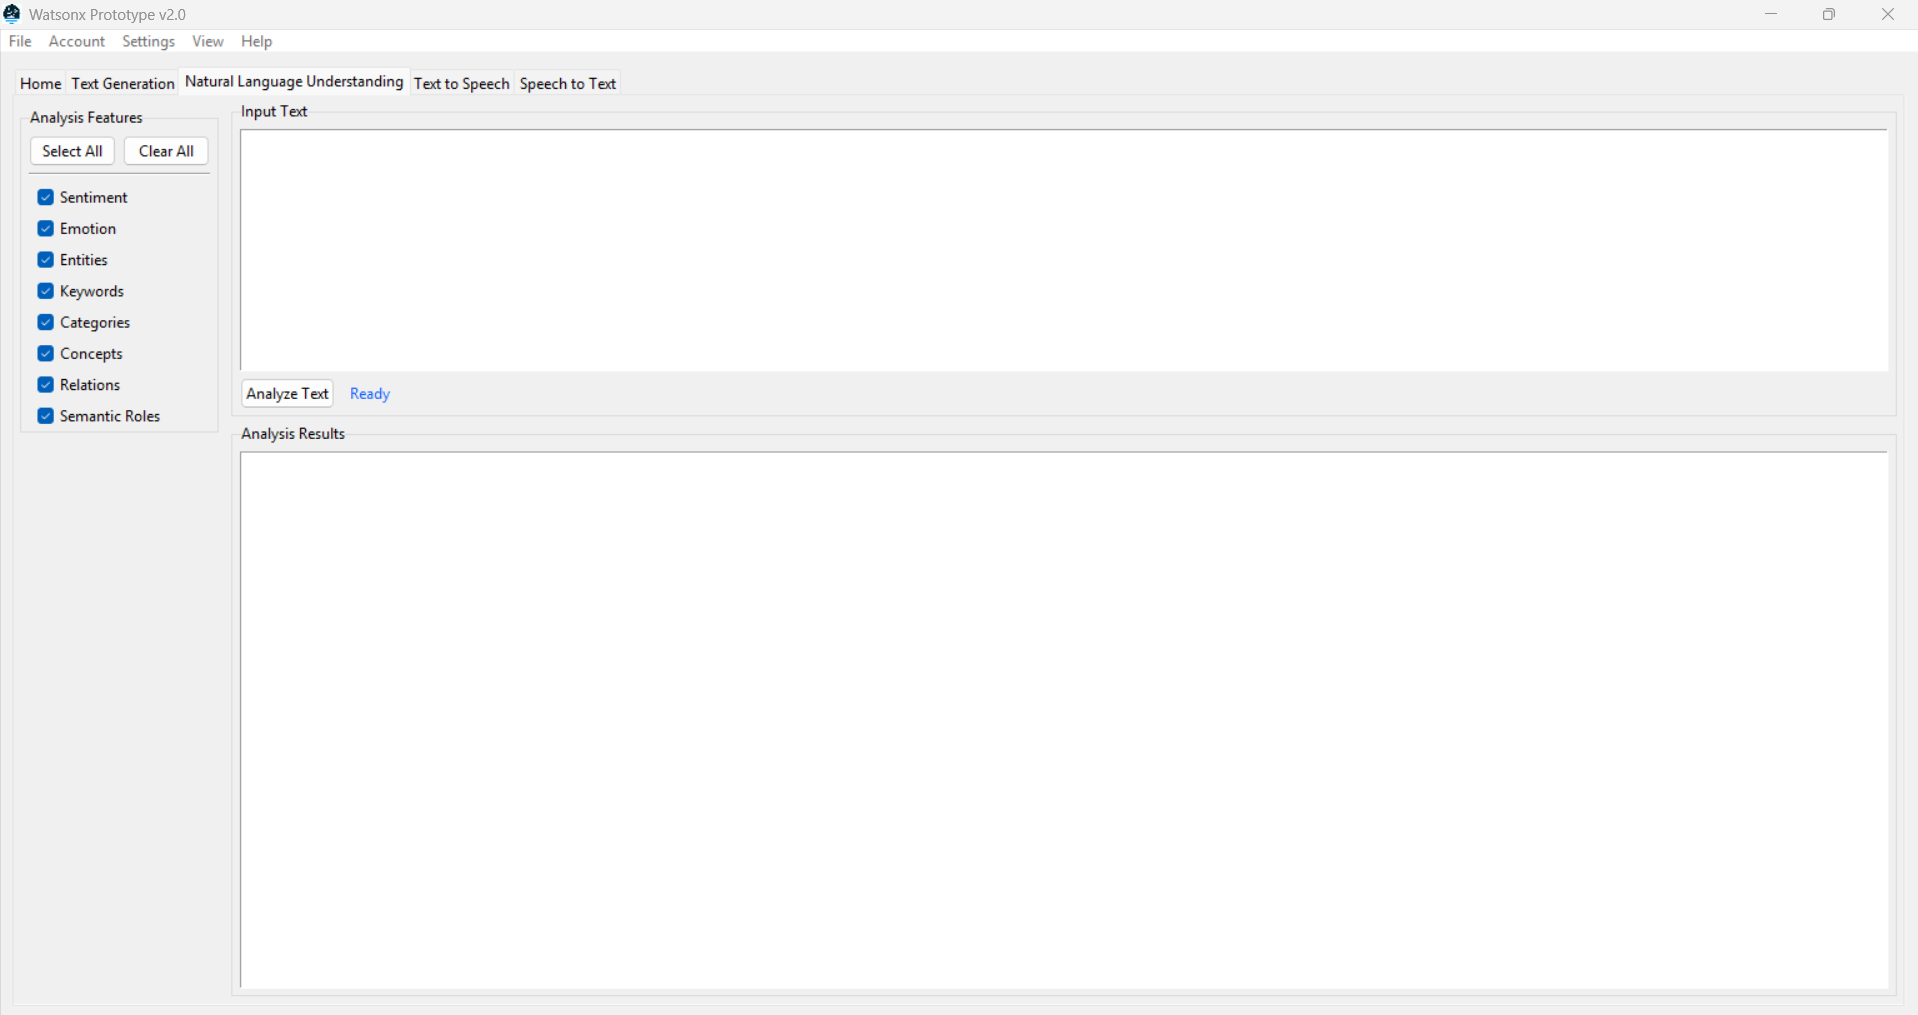 Watsonx Prototype v2.0
File Account Settings View Help
Home Text Generation Natural Language Understanding Text to Speech Speech to Text
Analysis Features
Select All Clear All
Sentiment
Emotion
Entities
Keywords
Categories
Concepts
Relations
Semantic Roles
Input Text
Analyze Text Ready
Analysis Results